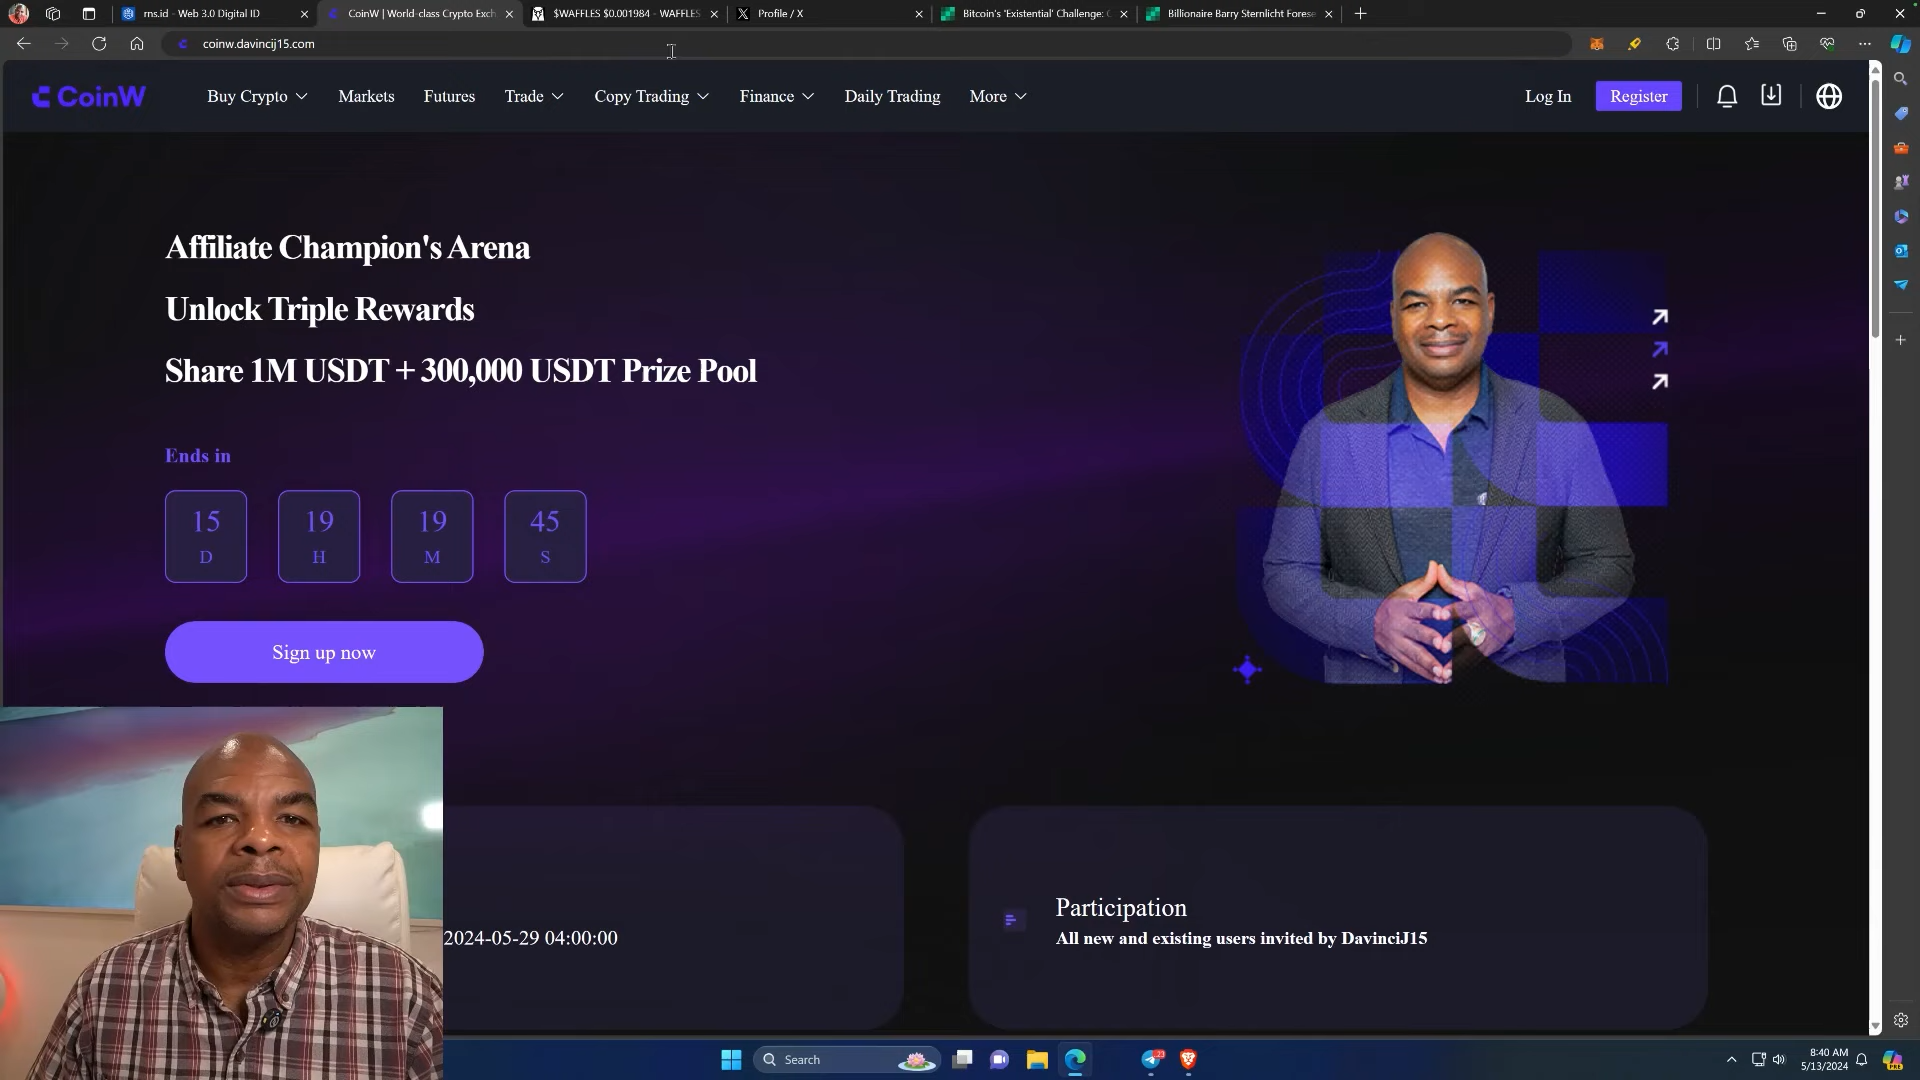 rns.id - Web 3.0 Digital ID
CoinW | World-class Crypto Exch
$WAFFLES $0.001984 - WAFFLES
Profile / X
Bitcoin's 'Existential' Challenge:
Billionaire Barry Sternlicht Forese
coinw.davincij15.com
CoinW
Buy Crypto
Markets
Futures
Trade
Copy Trading
Finance
Daily Trading
More
Log In
Register
Affiliate Champion's Arena
Unlock Triple Rewards
Share 1M USDT + 300,000 USDT Prize Pool
Ends in
15 19 19 45
D H M S
Sign up now
2024-05-29 04:00:00
Participation
All new and existing users invited by DavinciJ15
Search
8:40 AM
5/13/2024